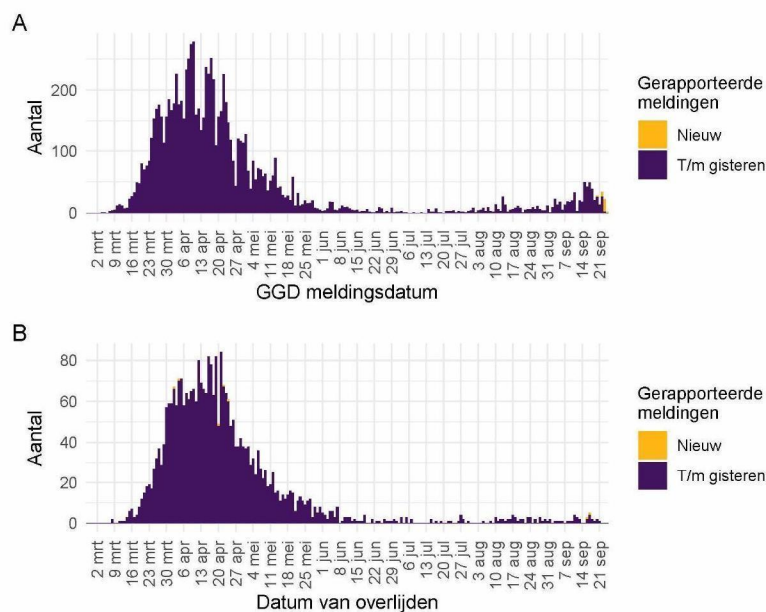 A
Aantal
200
100
0
2 mrt
9 mrt
16 mrt
23 mrt
30 mrt
6 apr
13 apr
20 apr
27 apr
4 mei
11 mei
18 mei
25 mei
1 jun
8 jun
15 jun
22 jun
29 jun
6 jul
13 jul
20 jul
27 jul
3 aug
10 aug
17 aug
24 aug
31 aug
7 sep
14 sep
21 sep
GGD meldingsdatum
Gerapporteerde
meldingen
Nieuw
T/m gisteren
B
Aantal
80
60
40
20
0
2 mrt
9 mrt
16 mrt
23 mrt
30 mrt
6 apr
13 apr
20 apr
27 apr
4 mei
11 mei
18 mei
25 mei
1 jun
8 jun
15 jun
22 jun
29 jun
6 jul
13 jul
20 jul
27 jul
3 aug
10 aug
17 aug
24 aug
31 aug
7 sep
14 sep
21 sep
Datum van overlijden
Gerapporteerde
meldingen
Nieuw
T/m gisteren